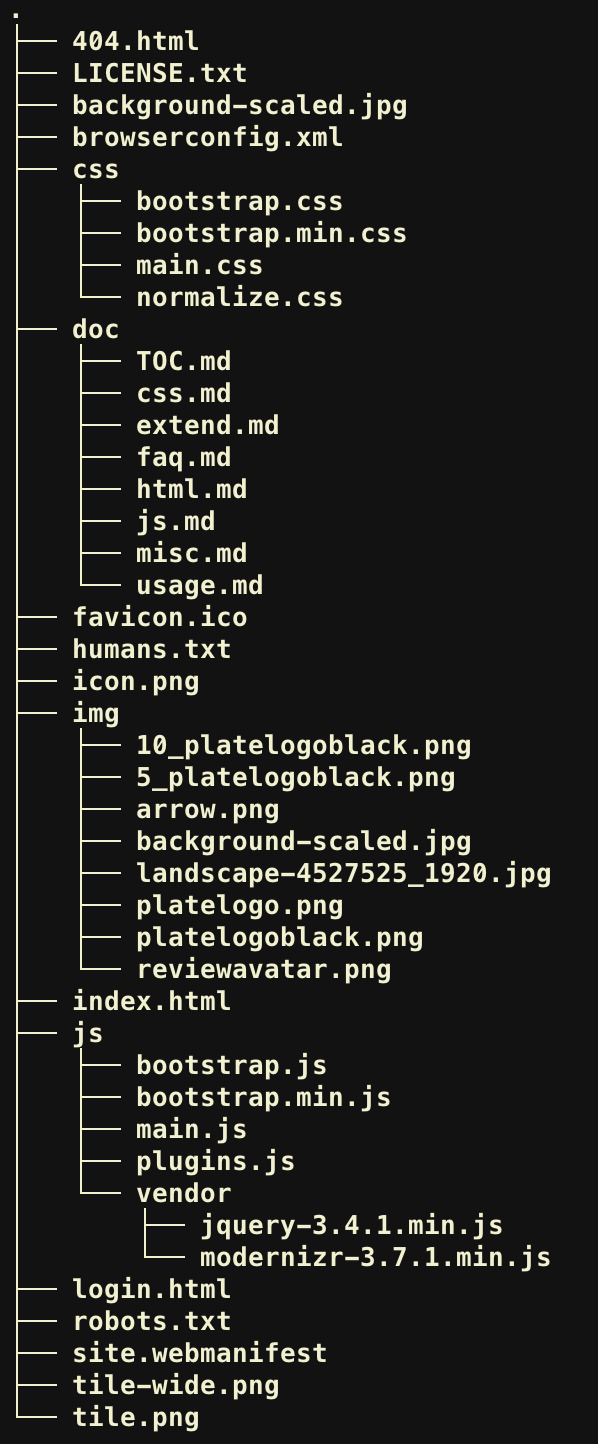 .
├── 404.html
├── LICENSE.txt
├── background-scaled.jpg
├── browserconfig.xml
├── css
│   ├── bootstrap.css
│   ├── bootstrap.min.css
│   ├── main.css
│   └── normalize.css
├── doc
│   ├── TOC.md
│   ├── css.md
│   ├── extend.md
│   ├── faq.md
│   ├── html.md
│   ├── js.md
│   ├── misc.md
│   └── usage.md
├── favicon.ico
├── humans.txt
├── icon.png
├── img
│   ├── 10_platelogoblack.png
│   ├── 5_platelogoblack.png
│   ├── arrow.png
│   ├── background-scaled.jpg
│   ├── landscape-4527525_1920.jpg
│   ├── platelogo.png
│   ├── platelogoblack.png
│   └── reviewavatar.png
├── index.html
├── js
│   ├── bootstrap.js
│   ├── bootstrap.min.js
│   ├── main.js
│   ├── plugins.js
│   └── vendor
│       ├── jquery-3.4.1.min.js
│       └── modernizr-3.7.1.min.js
├── login.html
├── robots.txt
├── site.webmanifest
├── tile-wide.png
└── tile.png